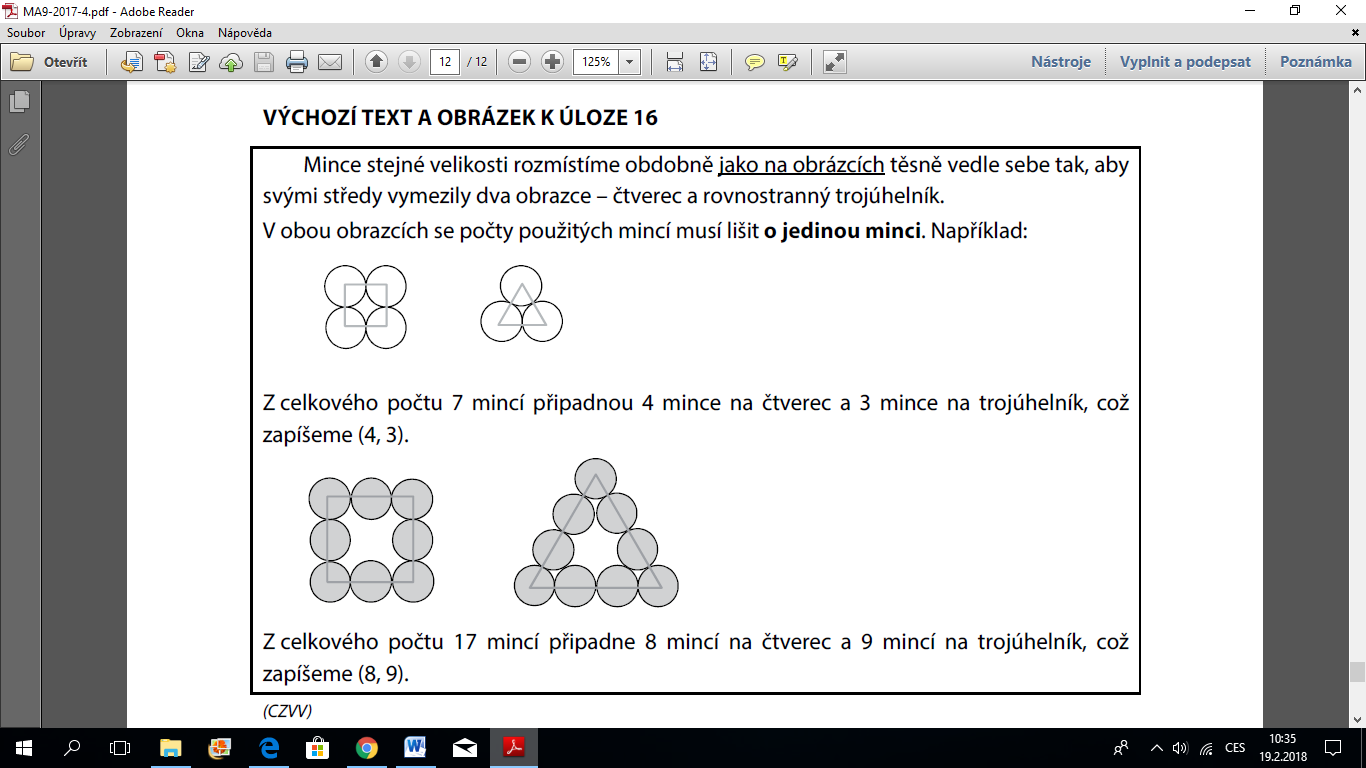 MA9-2017-4.pdf - Adobe Reader
Soubor Úpravy Zobrazení Okna Nápověda
Otevřít 12 / 12 125% Nástroje Vyplnit a podepsat Poznámka
VÝCHOZÍ TEXT A OBRÁZEK K ÚLOZE 16
Mince stejné velikosti rozmístíme obdobně jako na obrázcích těsně vedle sebe tak, aby
svými středy vymezily dva obrazce – čtverec a rovnostranný trojúhelník.
V obou obrazcích se počty použitých mincí musí lišit o jedinou minci. Například:
Z celkového počtu 7 mincí připadnou 4 mince na čtverec a 3 mince na trojúhelník, což
zapíšeme (4, 3).
Z celkového počtu 17 mincí připadne 8 mincí na čtverec a 9 mincí na trojúhelník, což
zapíšeme (8, 9).
(CZVV)
CES
10:35
19.2.2018